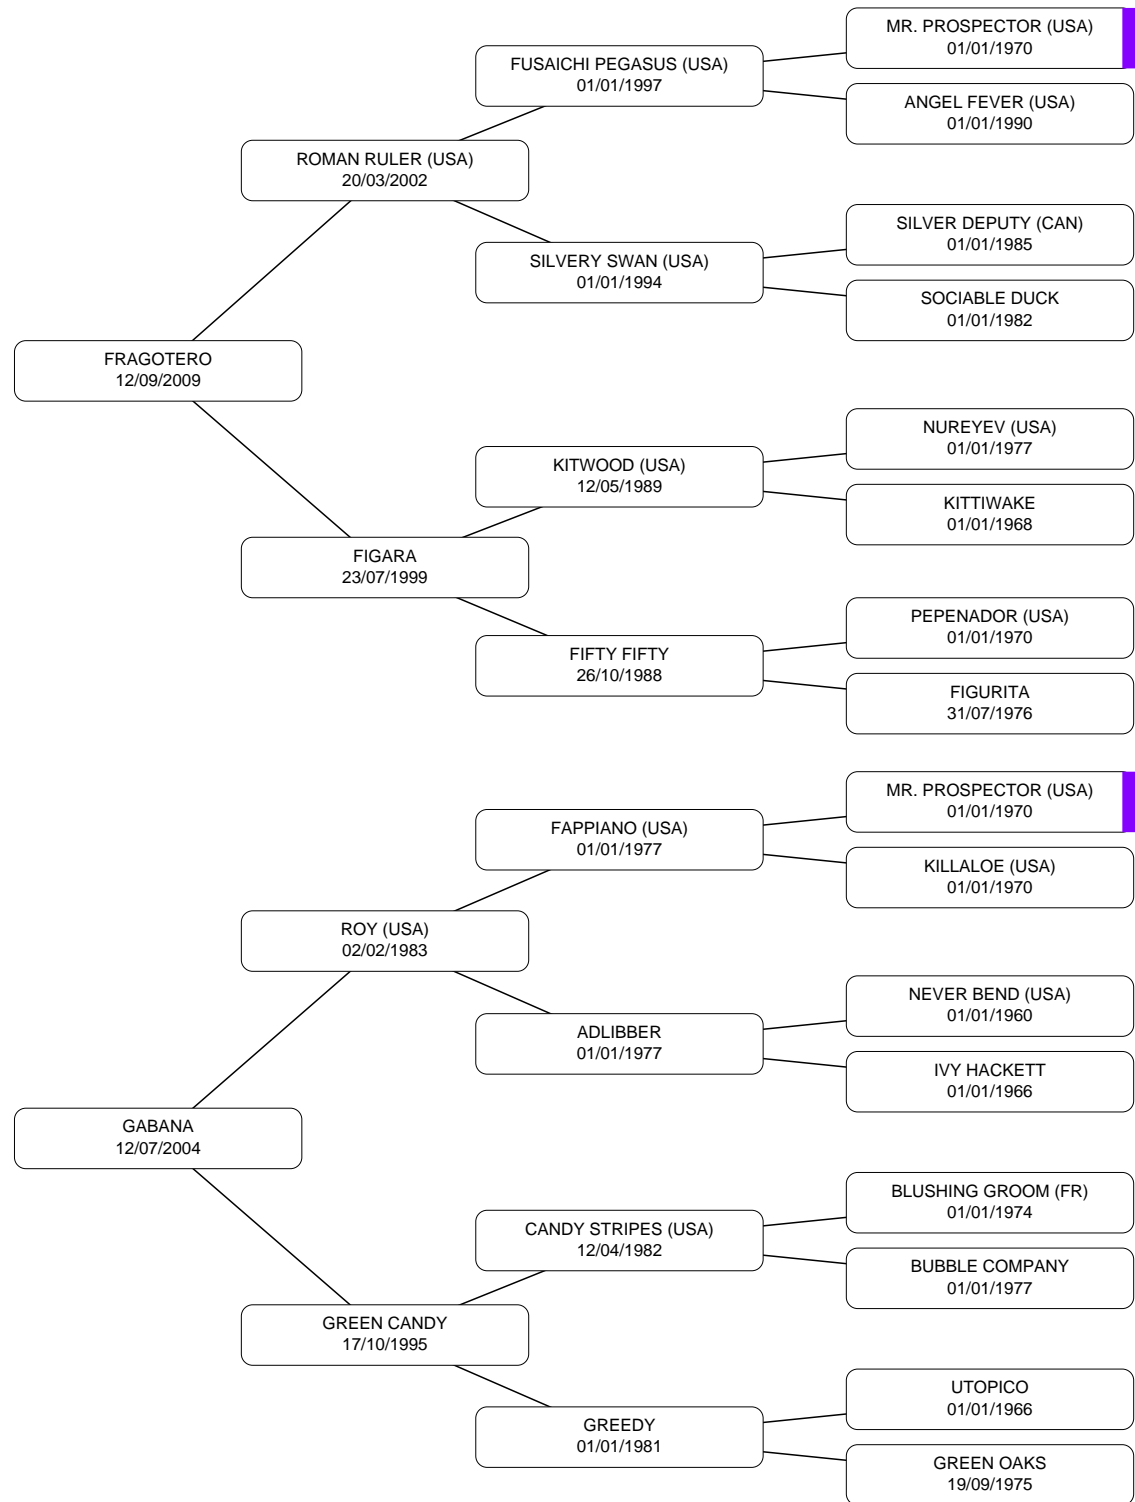 MR. PROSPECTOR (USA)
01/01/1970
FUSAICHI PEGASUS (USA)
01/01/1997
ANGEL FEVER (USA)
01/01/1990
ROMAN RULER (USA)
20/03/2002
SILVER DEPUTY (CAN)
01/01/1985
SILVERY SWAN (USA)
01/01/1994
SOCIABLE DUCK
01/01/1982
FRAGOTERO
12/09/2009
NUREYEV (USA)
01/01/1977
KITWOOD (USA)
12/05/1989
KITTIWAKE
01/01/1968
FIGARA
23/07/1999
PEPENADOR (USA)
01/01/1970
FIFTY FIFTY
26/10/1988
FIGURITA
31/07/1976
MR. PROSPECTOR (USA)
01/01/1970
FAPPIANO (USA)
01/01/1977
KILLALOE (USA)
01/01/1970
ROY (USA)
02/02/1983
NEVER BEND (USA)
01/01/1960
ADLIBBER
01/01/1977
IVY HACKETT
01/01/1966
GABANA
12/07/2004
BLUSHING GROOM (FR)
01/01/1974
CANDY STRIPES (USA)
12/04/1982
BUBBLE COMPANY
01/01/1977
GREEN CANDY
17/10/1995
UTOPICO
01/01/1966
GREEDY
01/01/1981
GREEN OAKS
19/09/1975